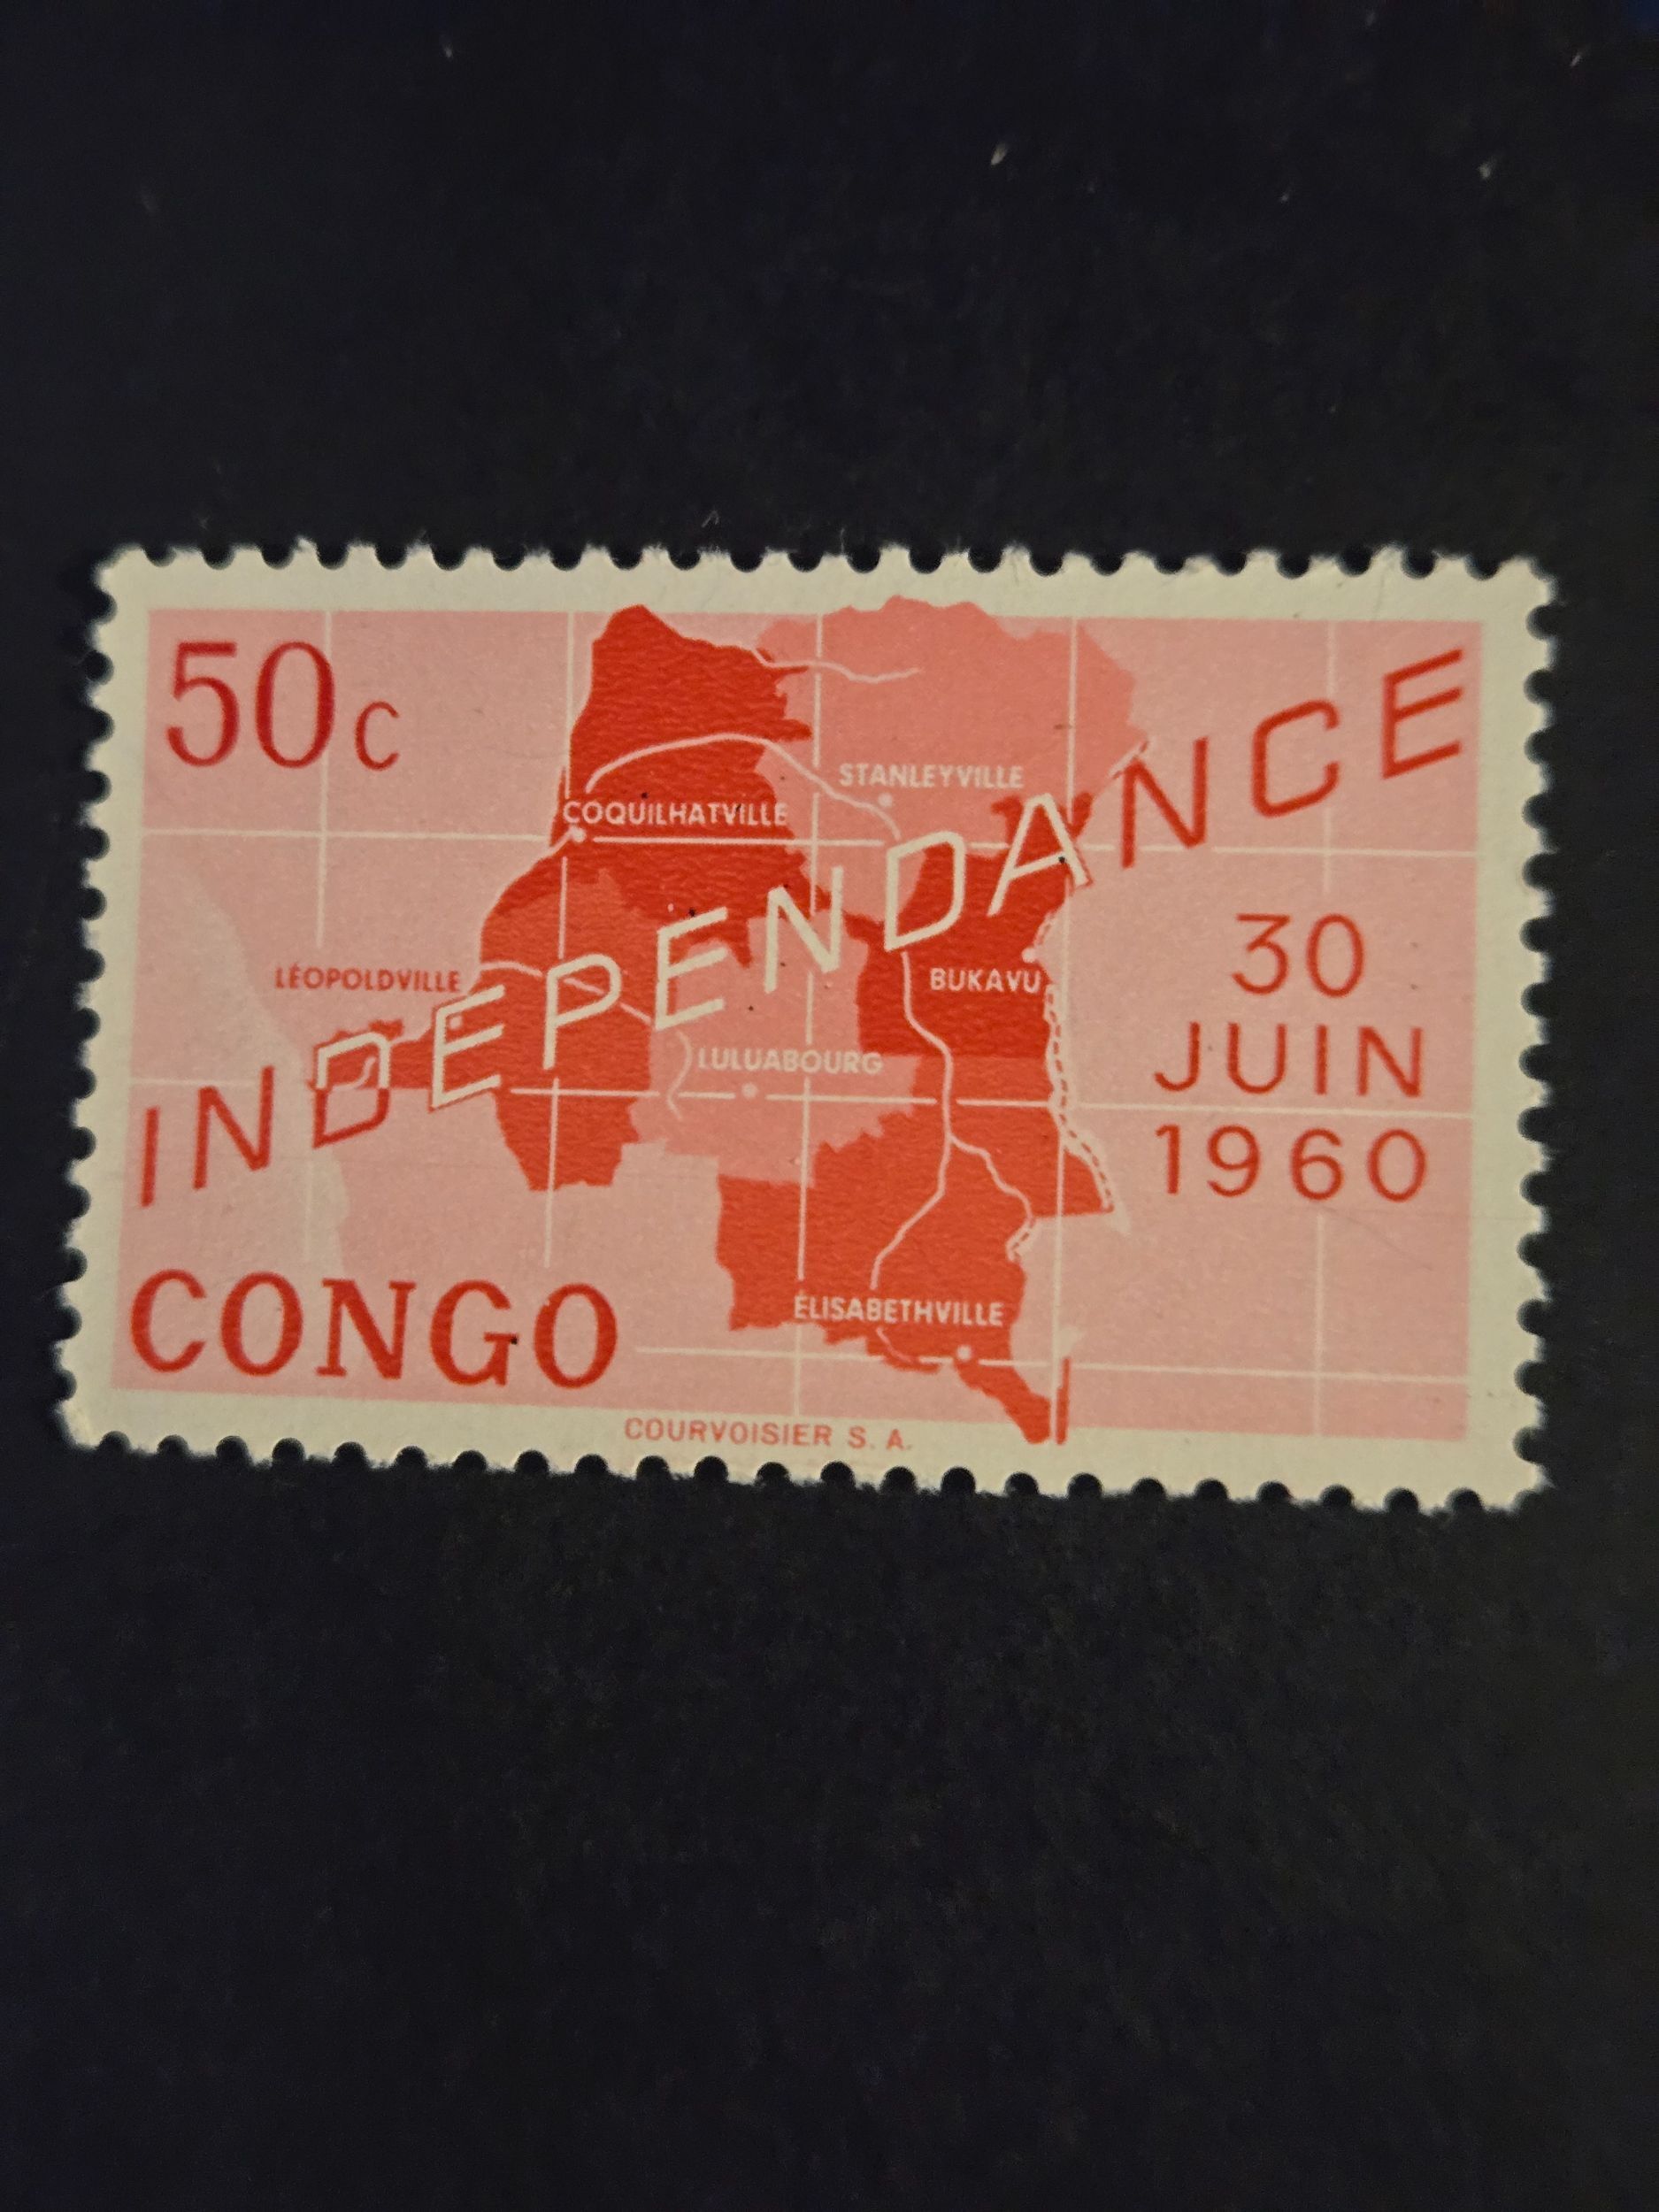 50c
STANLEYVILLE
COQUILHATVILLE
INDEPENDANCE
LÉOPOLDVILLE
BUKAVU
30
JUIN
1960
LULUABOURG
ÉLISABETHVILLE
CONGO
COURVOISIER S. A.